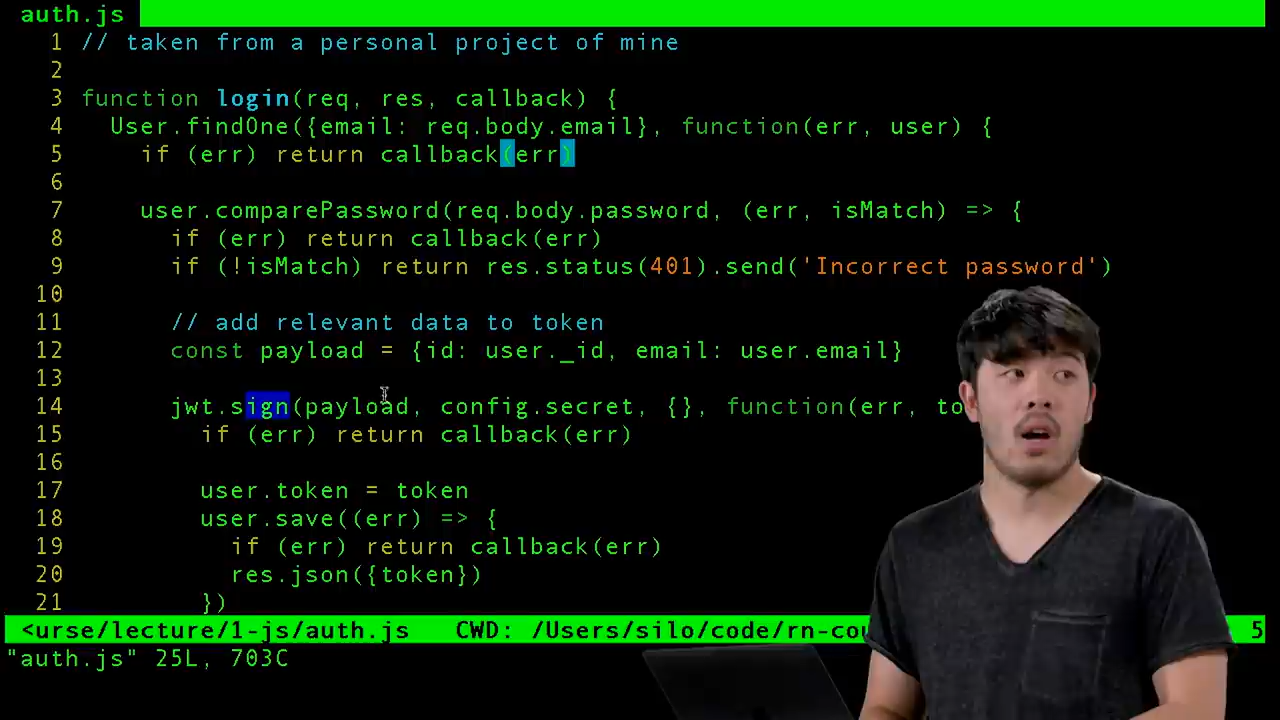 auth.js
1 // taken from a personal project of mine
2
3 function login(req, res, callback) {
4 User.findOne({email: req.body.email}, function(err, user) {
5 if (err) return callback(err)
6
7 user.comparePassword(req.body.password, (err, isMatch) => {
8 if (err) return callback(err)
9 if (!isMatch) return res.status(401).send('Incorrect password')
10
11 // add relevant data to token
12 const payload = {id: user._id, email: user.email}
13
14 jwt.sign(payload, config.secret, {}, function(err,
15 if (err) return callback(err)
16
17 user.token = token
18 user.save((err) => {
19 if (err) return callback(err)
20 res.json({token})
21 })
<urse/lecture/1-js/auth.js CWD: /Users/silo/code/ 5
"auth.js" 25L, 703C